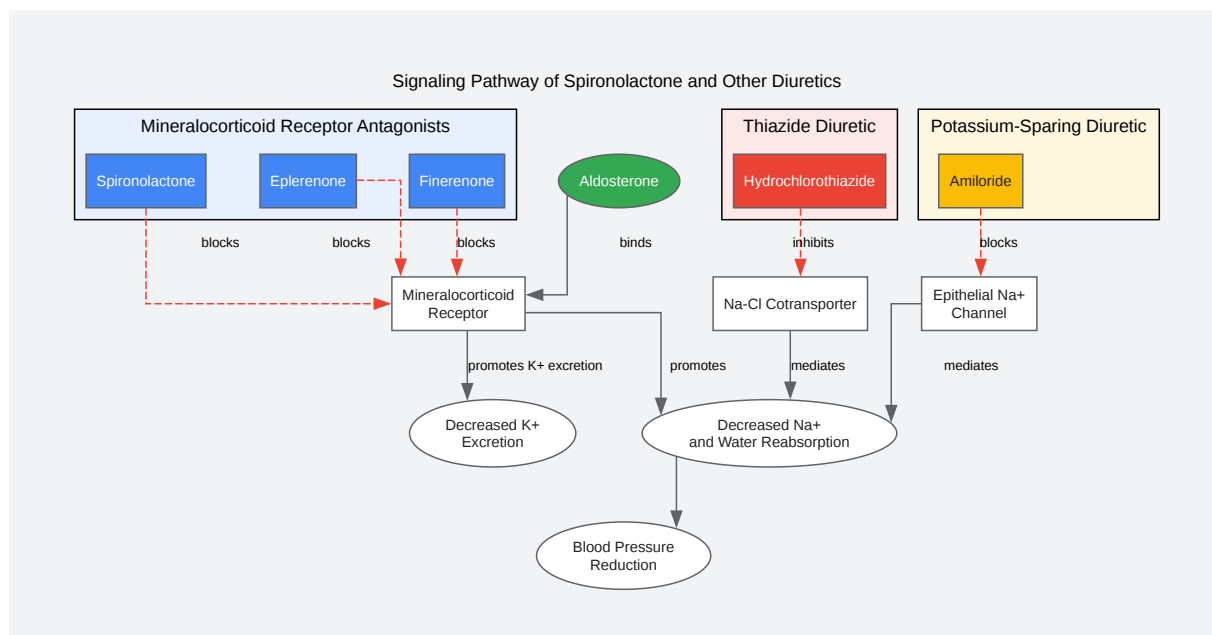 Signaling Pathway of Spironolactone and Other Diuretics
Mineralocorticoid Receptor Antagonists
Thiazide Diuretic
Potassium-Sparing Diuretic
Spironolactone
Eplerenone
Finerenone
Aldosterone
Hydrochlorothiazide
Amiloride
blocks
blocks
blocks
binds
inhibits
blocks
Mineralocorticoid
Receptor
Na-Cl Cotransporter
Epithelial Na+
Channel
promotes K+ excretion
promotes
mediates
mediates
Decreased K+
Excretion
Decreased Na+
and Water Reabsorption
Blood Pressure
Reduction